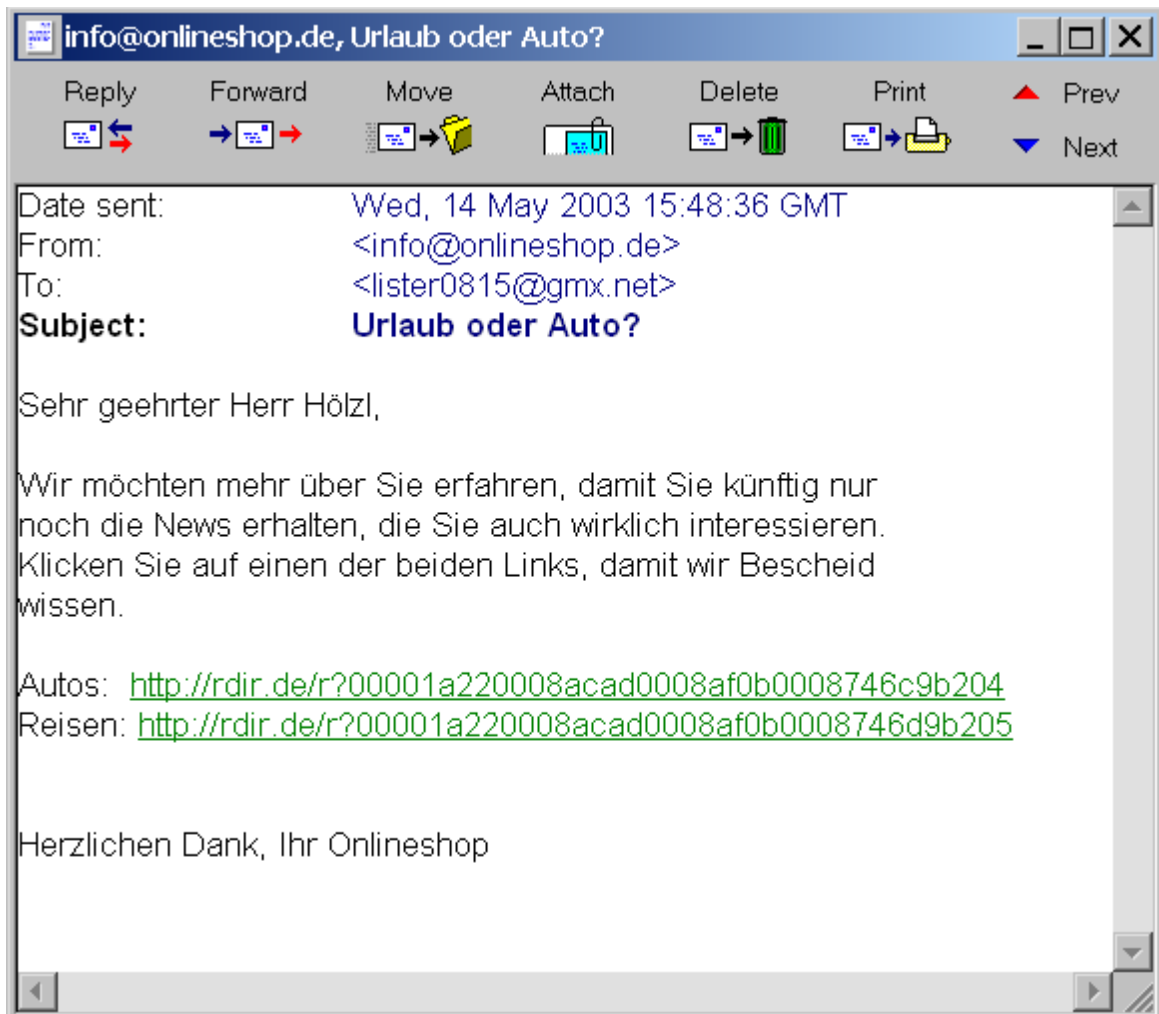 info@onlineshop.de, Urlaub oder Auto?
Reply Forward Move Attach Delete Print Prev
Next
Date sent: Wed, 14 May 2003 15:48:36 GMT
From: <info@onlineshop.de>
To: <lister0815@gmx.net>
Subject: Urlaub oder Auto?
Sehr geehrter Herr Hölzl,
Wir möchten mehr über Sie erfahren, damit Sie künftig nur
noch die News erhalten, die Sie auch wirklich interessieren.
Klicken Sie auf einen der beiden Links, damit wir Bescheid
wissen.
Autos: http://rdir.de/r?00001a220008acad0008af0b0008746c9b204
Reisen: http://rdir.de/r?00001a220008acad0008af0b0008746d9b205
Herzlichen Dank, Ihr Onlineshop